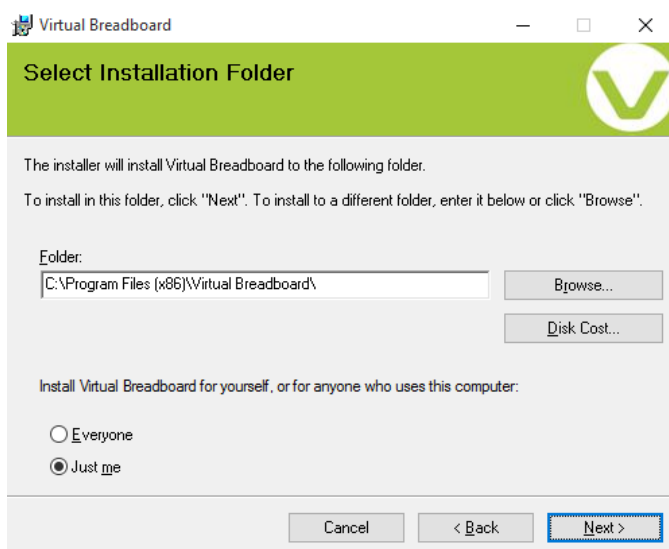 Virtual Breadboard
Select Installation Folder
The installer will install Virtual Breadboard to the following folder.
To install in this folder, click "Next". To install to a different folder, enter it below or click "Browse".
Folder:
C:\Program Files (x86)\Virtual Breadboard\
Browse...
Disk Cost...
Install Virtual Breadboard for yourself, or for anyone who uses this computer:
Everyone
Just me
Cancel
< Back
Next >